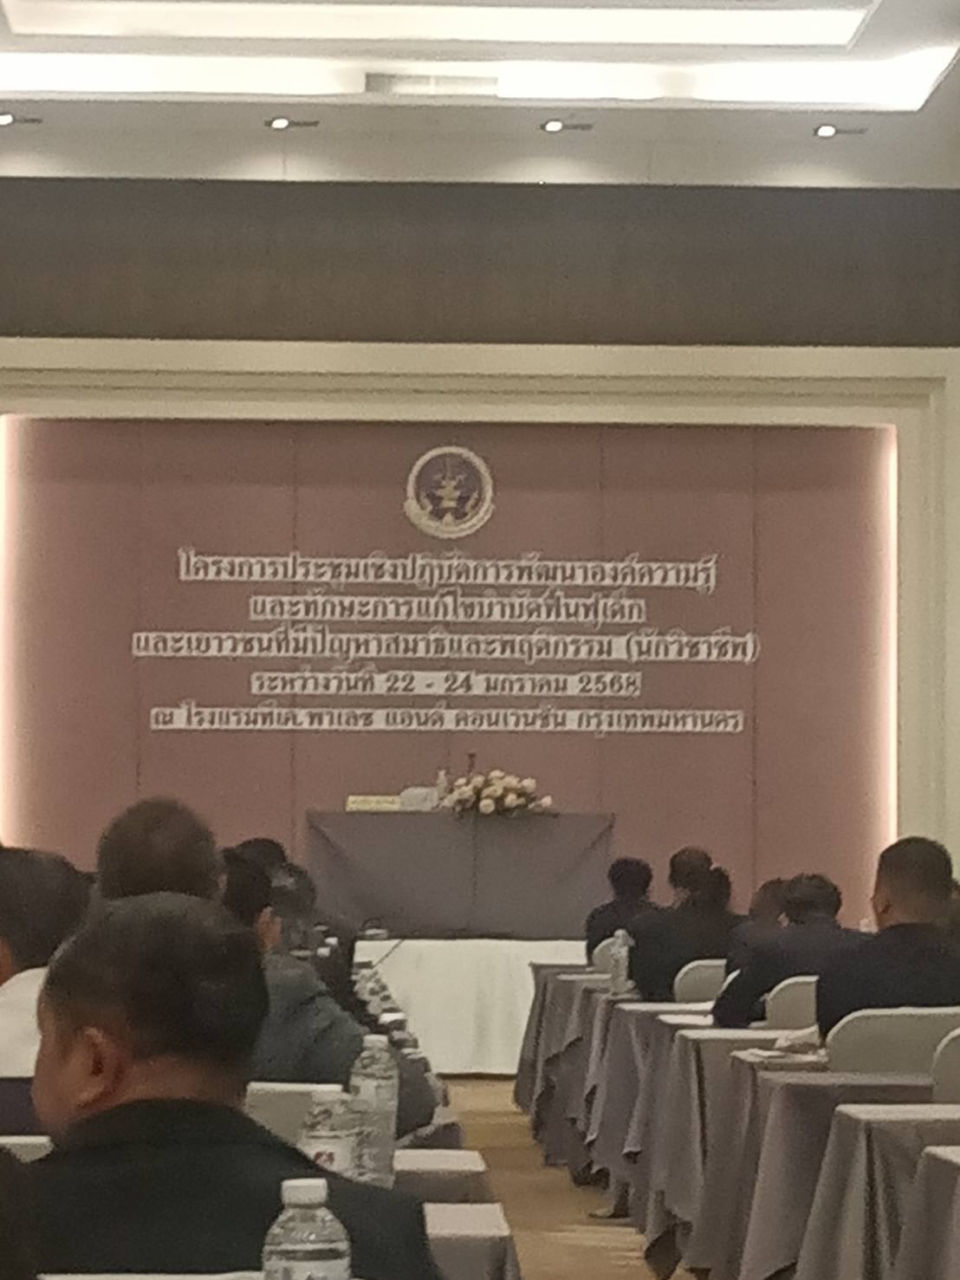 โครงการประชุมเชิงปฏิบัติการพัฒนาองค์ความรู้
และทักษะการแก้ไขบำบัดฟื้นฟูเด็ก
และเยาวชนที่มีปัญหาสมาธิและพฤติกรรม (นักวิชาชีพ)
ระหว่างวันที่ 22 - 24 มกราคม 2568
ณ โรงแรมทีเค. พาเลซ แอนด์ คอนเวนชั่น กรุงเทพมหานคร